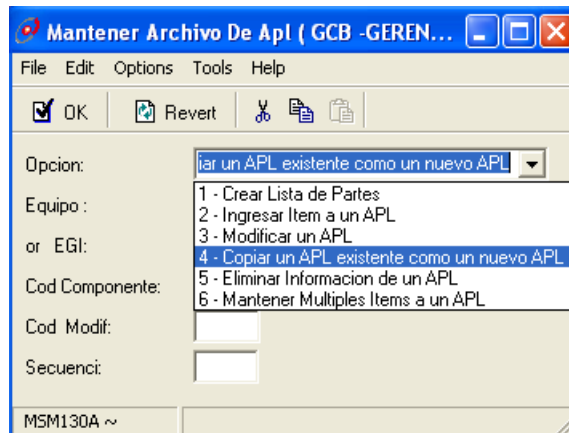 Mantener Archivo De Apl ( GCB -GEREN...
File Edit Options Tools Help
OK Revert
Opcion: iar un APL existente como un nuevo APL
1 - Crear Lista de Partes
Equipo : 2 - Ingresar Item a un APL
3 - Modificar un APL
or EGI: 4 - Copiar un APL existente como un nuevo APL
Cod Componente: 5 - Eliminar Informacion de un APL
6 - Mantener Multiples Items a un APL
Cod Modif:
Secuenci:
MSM130A ~